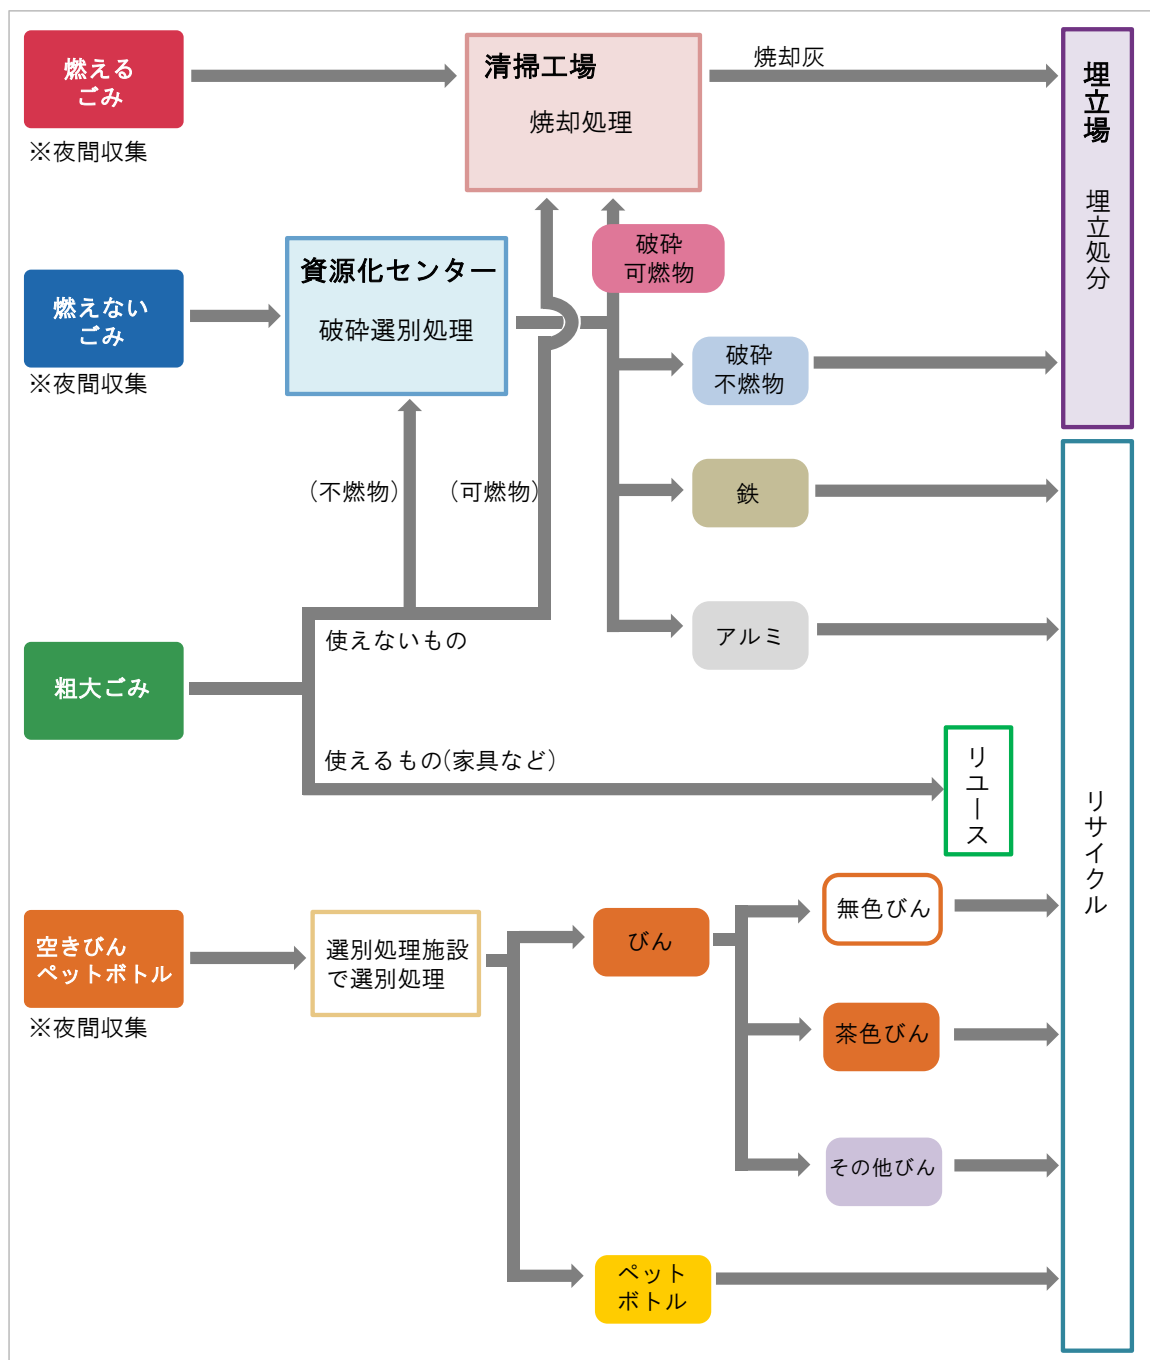 燃える
ごみ
※夜間収集
清掃工場
焼却処理
焼却灰
埋立場
埋立処分
燃えない
ごみ
※夜間収集
資源化センター
破砕選別処理
破砕
可燃物
破砕
不燃物
(不燃物)
(可燃物)
鉄
アルミ
粗大ごみ
使えないもの
使えるもの(家具など)
リユース
リサイクル
空きびん
ペットボトル
※夜間収集
選別処理施設
で選別処理
びん
無色びん
茶色びん
その他びん
ペット
ボトル